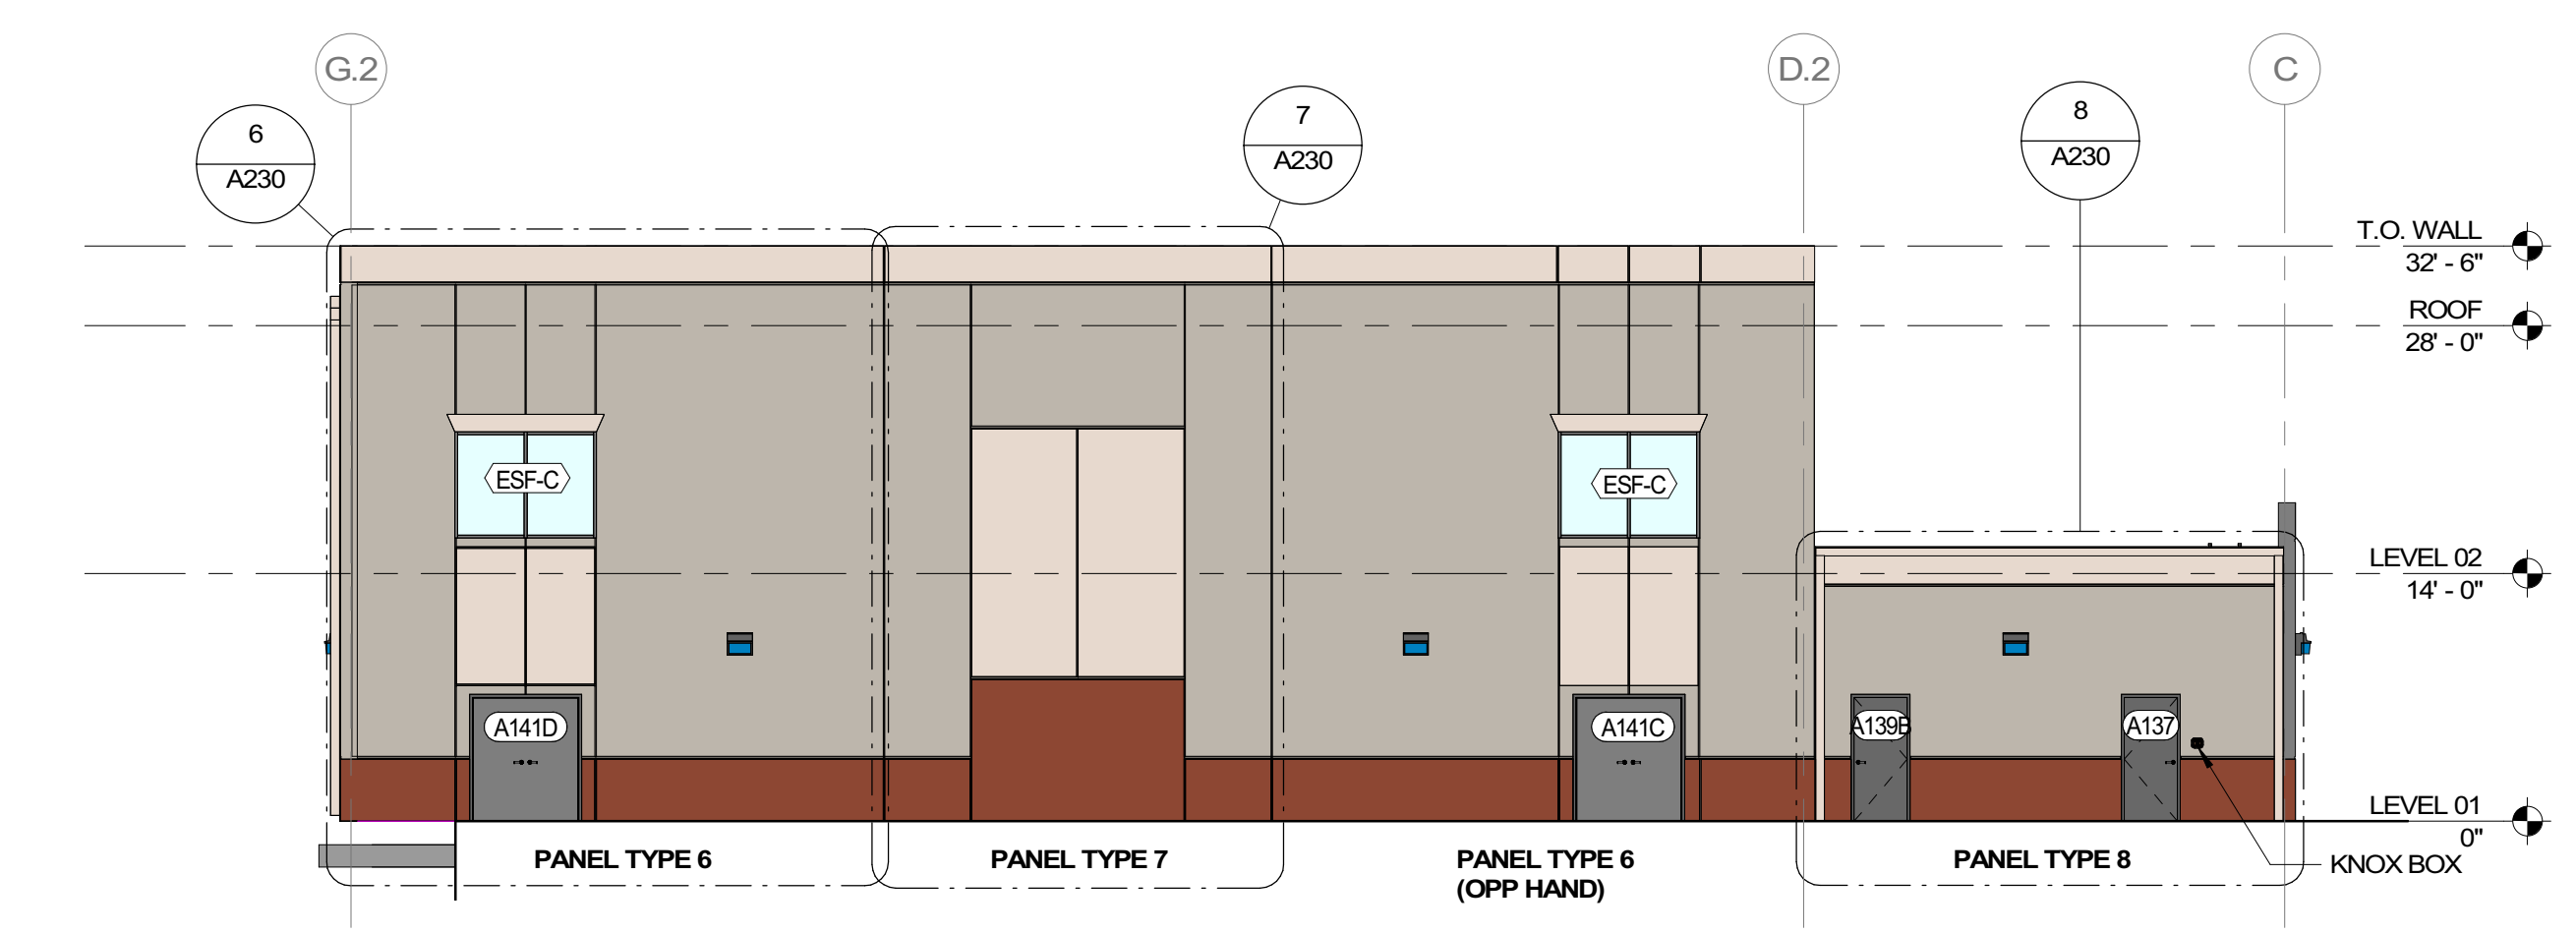 G.2
D.2
C
6
A230
7
A230
8
A230
T.O. WALL
32' - 6"
ROOF
28' - 0"
ESF-C
ESF-C
LEVEL 02
14' - 0"
A141D
A141C
A139B
A137
LEVEL 01
0"
PANEL TYPE 6
PANEL TYPE 7
PANEL TYPE 6
(OPP HAND)
PANEL TYPE 8
KNOX BOX